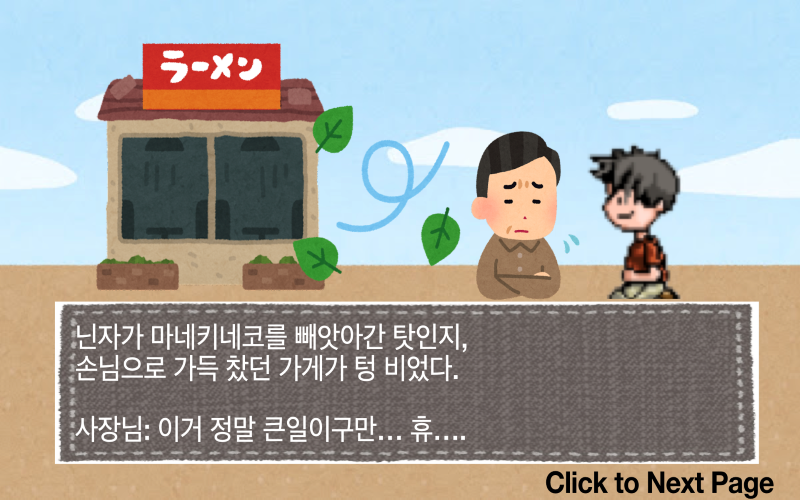 ラーメン
닌자가 마네키네코를 빼앗아간 탓인지,
손님으로 가득 찼던 가게가 텅 비었다.
사장님: 이거 정말 큰일이구만... 휴....
Click to Next Page